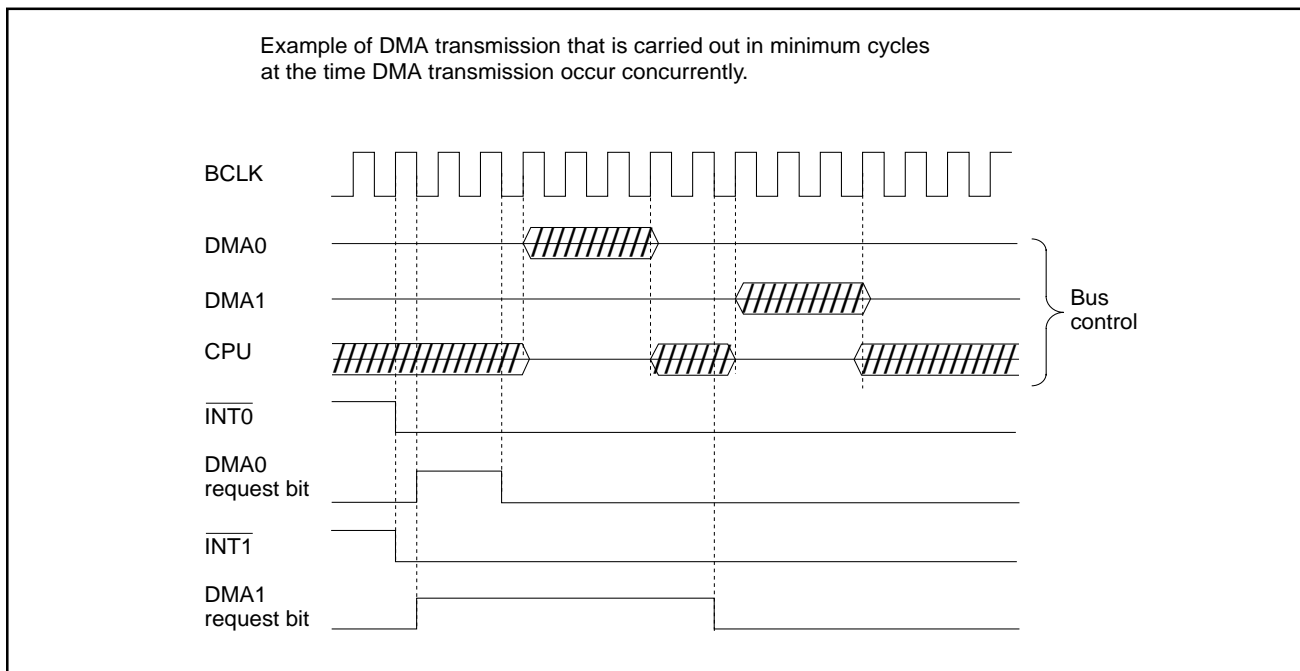 Example of DMA transmission that is carried out in minimum cycles
at the time DMA transmission occur concurrently.
BCLK
DMA0
DMA1
CPU
Bus
control
INT0
DMA0
request bit
INT1
DMA1
request bit